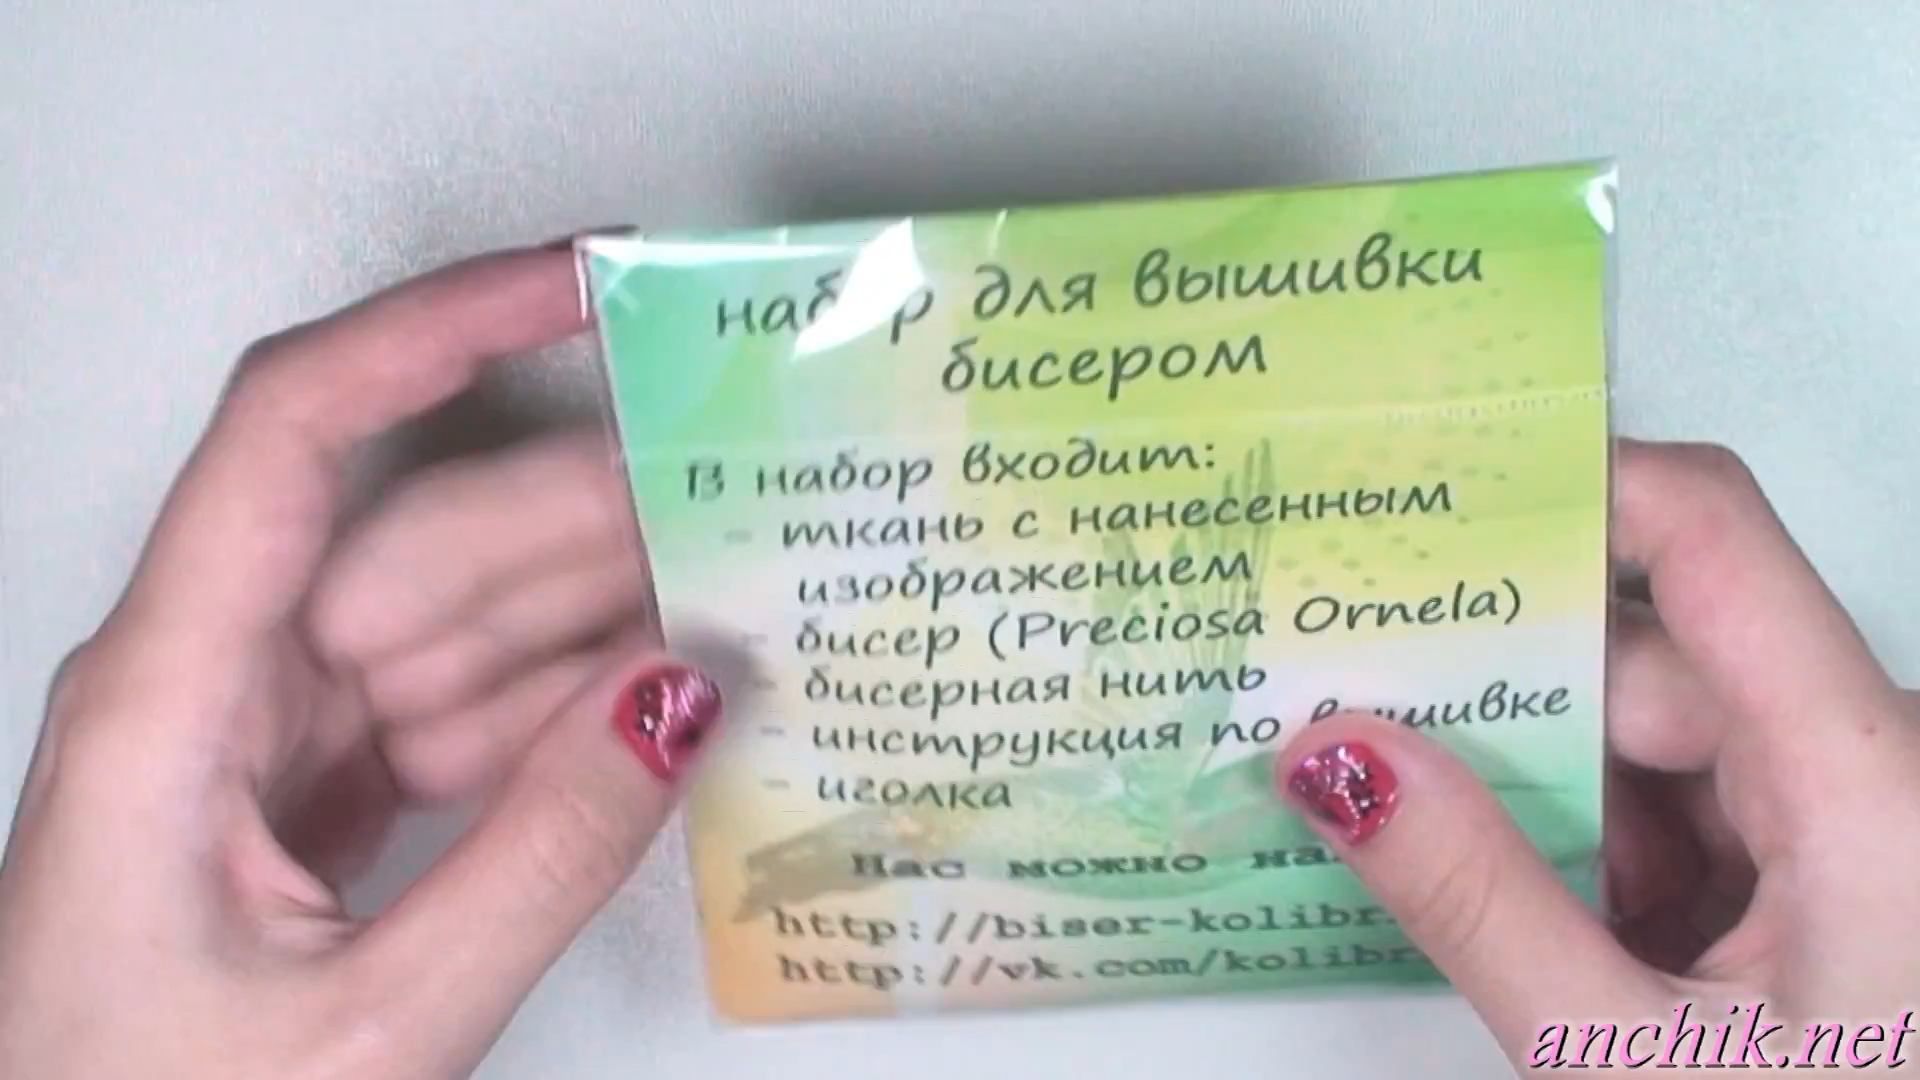 набор для вышивки
бисером
В набор входит:
- ткань с нанесенным
изображением
- бисер (Preciosa Ornela)
- бисерная нить
- инструкция по вышивке
- иголка
Нас можно
http://biser-kolibr
http://vk.com/kolibr
anchik.net